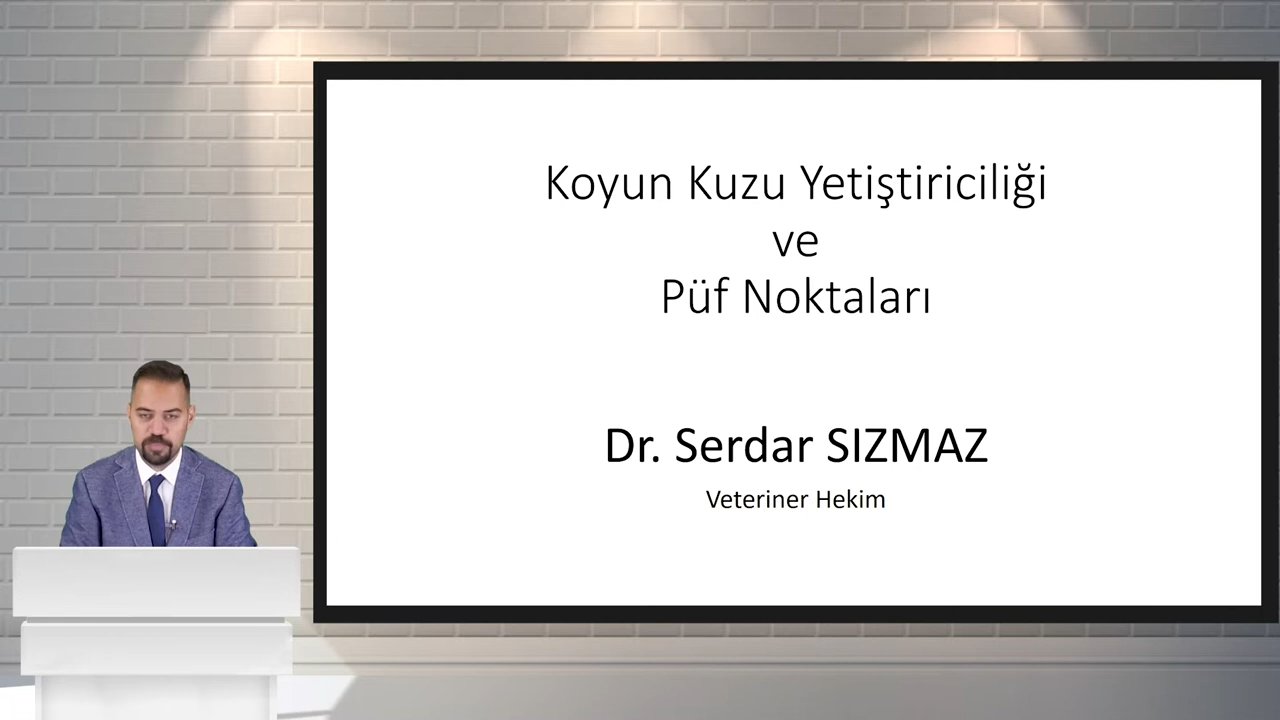 Koyun Kuzu Yetiştiriciliği
ve
Püf Noktaları
Dr. Serdar SIZMAZ
Veteriner Hekim